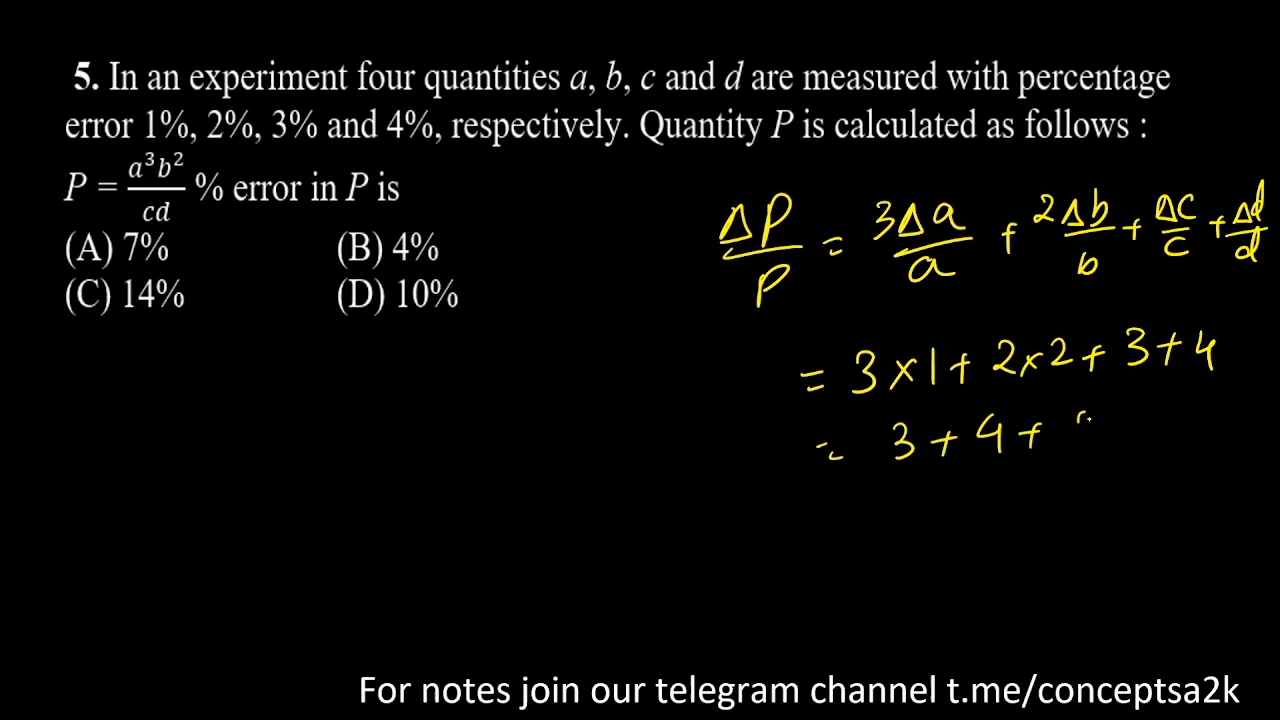 5. In an experiment four quantities a, b, c and d are measured with percentage
error 1%, 2%, 3% and 4%, respectively. Quantity P is calculated as follows :
P = a³b²/cd % error in P is
(A) 7% (B) 4%
(C) 14% (D) 10%
ΔP/P = 3Δa/a + 2Δb/b + Δc/c + Δd/d
= 3 × 1 + 2 × 2 + 3 + 4
= 3 + 4 +
For notes join our telegram channel t.me/conceptsa2k